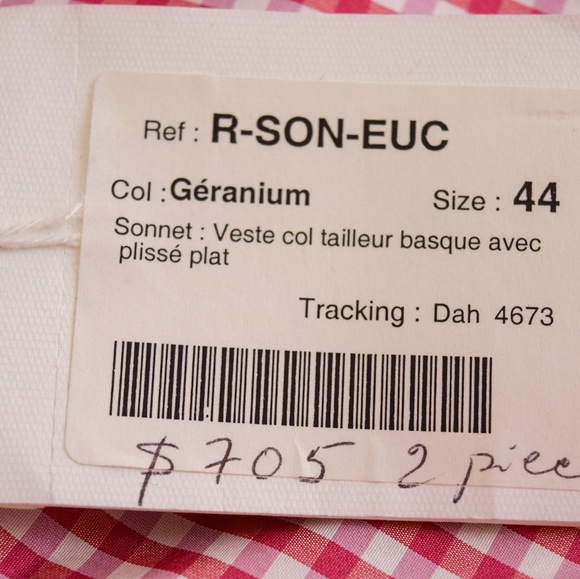 Ref : R-SON-EUC
Col : Géranium Size : 44
Sonnet : Veste col tailleur basque avec
plissé plat
Tracking : Dah 4673
$ 705 2 piec